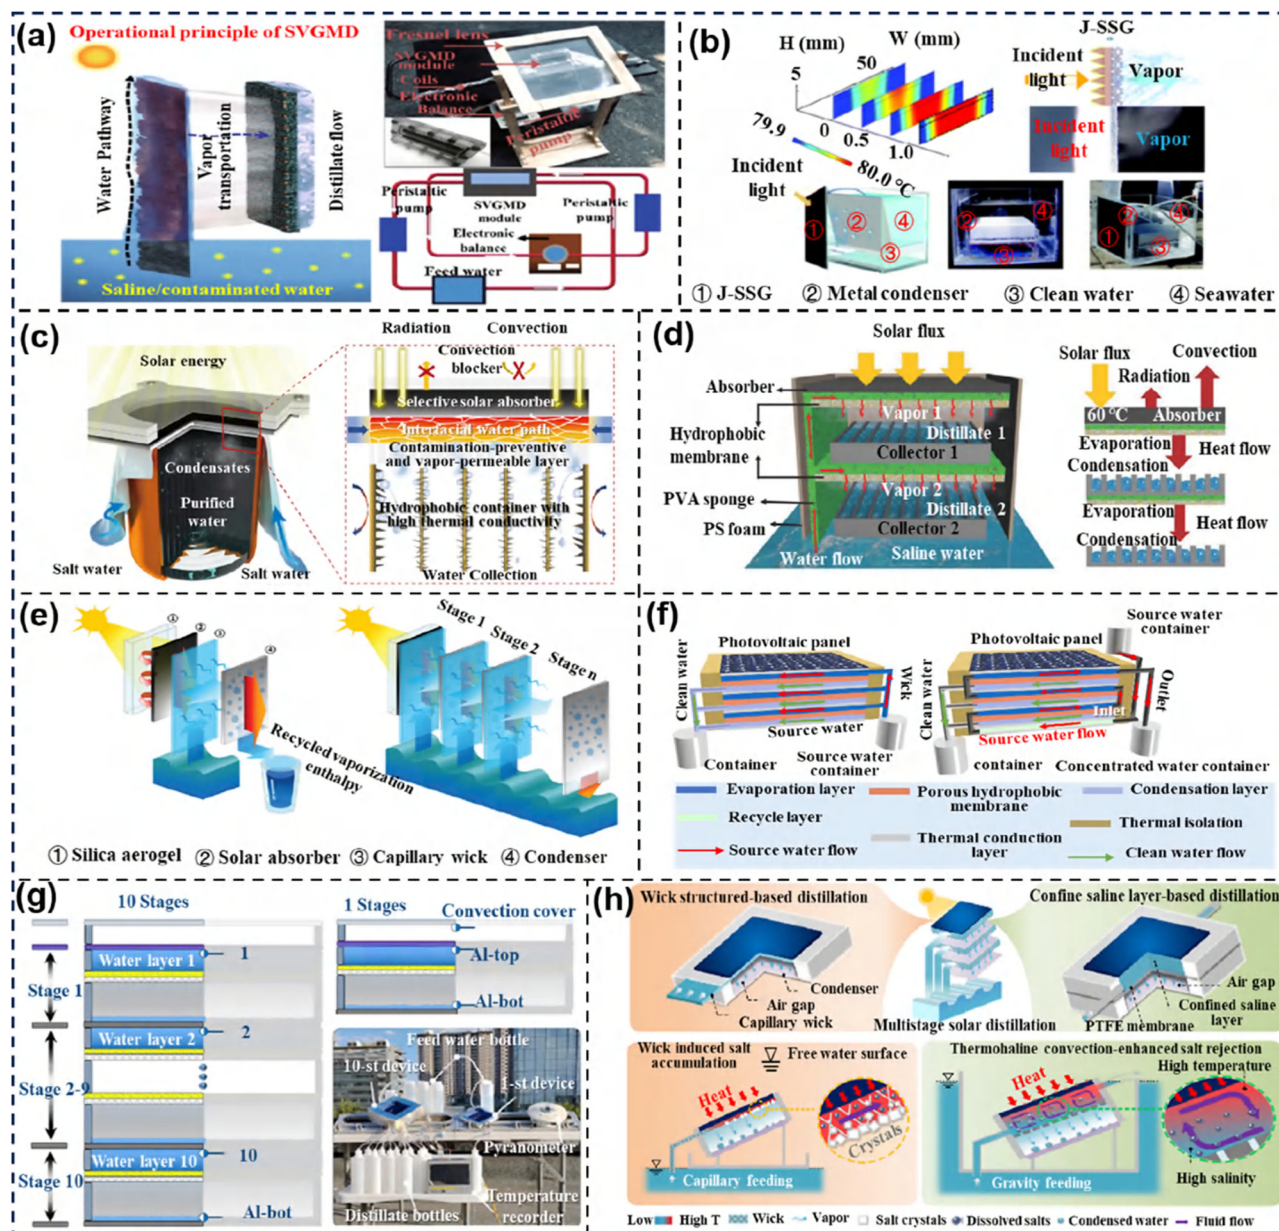 (a)
Operational principle of SVGMD
Water Pathway
Vapor
transportation
Distillate flow
Saline/contaminated water
Fresnel lens
SVGMD
module
Coils
Electronic
Balance
Peristaltic
pump
Peristaltic
pump
SVGMD
module
Peristaltic
pump
Electronic
balance
Feed water
(b)
H (mm)
W (mm)
5
50
0
0.5
1.0
79.9
80.0 °C
J-SSG
Incident
light
Vapor
Incident
light
Vapor
Incident
light
①
②
④
③
②
④
③
①
②
④
③
① J-SSG
② Metal condenser
③ Clean water
④ Seawater
(c)
Solar energy
Condensates
Purified
water
Salt water
Salt water
Radiation
Convection
Convection
blocker
Selective solar absorber
Interfacial water path
Contamination-preventive
and vapor-permeable layer
Hydrophobic container with
high thermal conductivity
Water Collection
(d)
Solar flux
Absorber
Hydrophobic
membrane
PVA sponge
PS foam
Vapor 1
Distillate 1
Collector 1
Vapor 2
Distillate 2
Collector 2
Water flow
Saline water
Solar flux
Convection
Radiation
60 °C
Absorber
Evaporation
Heat flow
Condensation
Evaporation
Heat flow
Condensation
(e)
①
②
③
④
Recycled vaporization
enthalpy
Stage 1
Stage 2
Stage n
① Silica aerogel
② Solar absorber
③ Capillary wick
④ Condenser
(f)
Photovoltaic panel
Clean water
Wick
Source water
Container
Source water
container
Source water
container
Photovoltaic panel
Clean water
Outlet
Inlet
Source water flow
container
Concentrated water container
Evaporation layer
Porous hydrophobic
membrane
Condensation layer
Recycle layer
Thermal conduction
layer
Thermal isolation
Source water flow
Clean water flow
(g)
10 Stages
Water layer 1
1
Stage 1
Water layer 2
2
Stage 2-9
Water layer 10
10
Stage 10
Al-bot
1 Stages
Convection cover
Al-top
Al-bot
Feed water bottle
10-st device
1-st device
Pyranometer
Temperature
recorder
Distillate bottles
(h)
Wick structured-based distillation
Condenser
Air gap
Capillary wick
Multistage solar distillation
Confine saline layer-based distillation
Air gap
Confined saline
layer
PTFE membrane
Wick induced salt
accumulation
Free water surface
Heat
Crystals
Capillary feeding
Thermohaline convection-enhanced salt rejection
High temperature
Heat
High salinity
Gravity feeding
Low
High T
Wick
Vapor
Salt crystals
Dissolved salts
Condensed water
Fluid flow